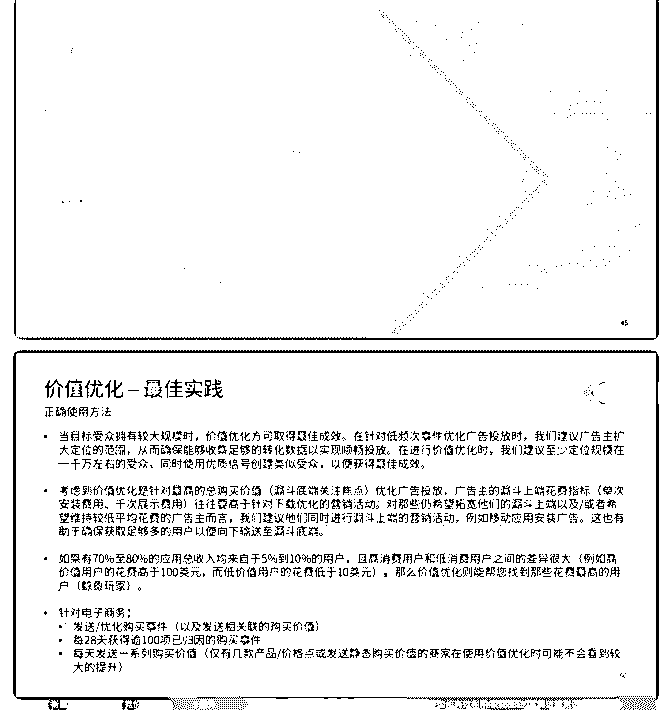 45
价值优化 – 最佳实践
正确使用方法
• 当目标受众拥有较大规模时，价值优化方可取得最佳成效。在针对低频次事件优化广告投放时，我们建议广告主扩
大定位的范围，从而确保能够收集足够的转化数据以实现顺畅投放。在进行价值优化时，我们建议至少定位规模在
一千万左右的受众，同时使用优质信号创建类似受众，以便获得最佳成效。
• 考虑到价值优化是针对最高的总购买价值（漏斗底端关注焦点）优化广告投放，广告主的漏斗上端花费指标（单次
安装费用、千次展示费用）往往要高于针对下载优化的营销活动。对那些仍希望拓宽他们的漏斗上端以及/或者希
望维持较低平均花费的广告主而言，我们建议他们同时进行漏斗上端的营销活动，例如移动应用安装广告。这也有
助于确保获取足够多的用户以便向下输送至漏斗底端。
• 如果有70%至80%的应用总收入均来自于5%到10%的用户，且高消费用户和低消费用户之间的差异很大（例如高
价值用户的花费高于100美元，而低价值用户的花费低于10美元），那么价值优化则能帮您找到那些花费最高的用
户（鲸鱼玩家）。
• 针对电子商务：
• 发送/优化购买事件（以及发送相关联的购买价值）
• 每28天获得逾100项已归因的购买事件
• 每天发送一系列购买价值（仅有几款产品/价格点或发送静态购买价值的商家在使用价值优化时可能不会看到较
大的提升）